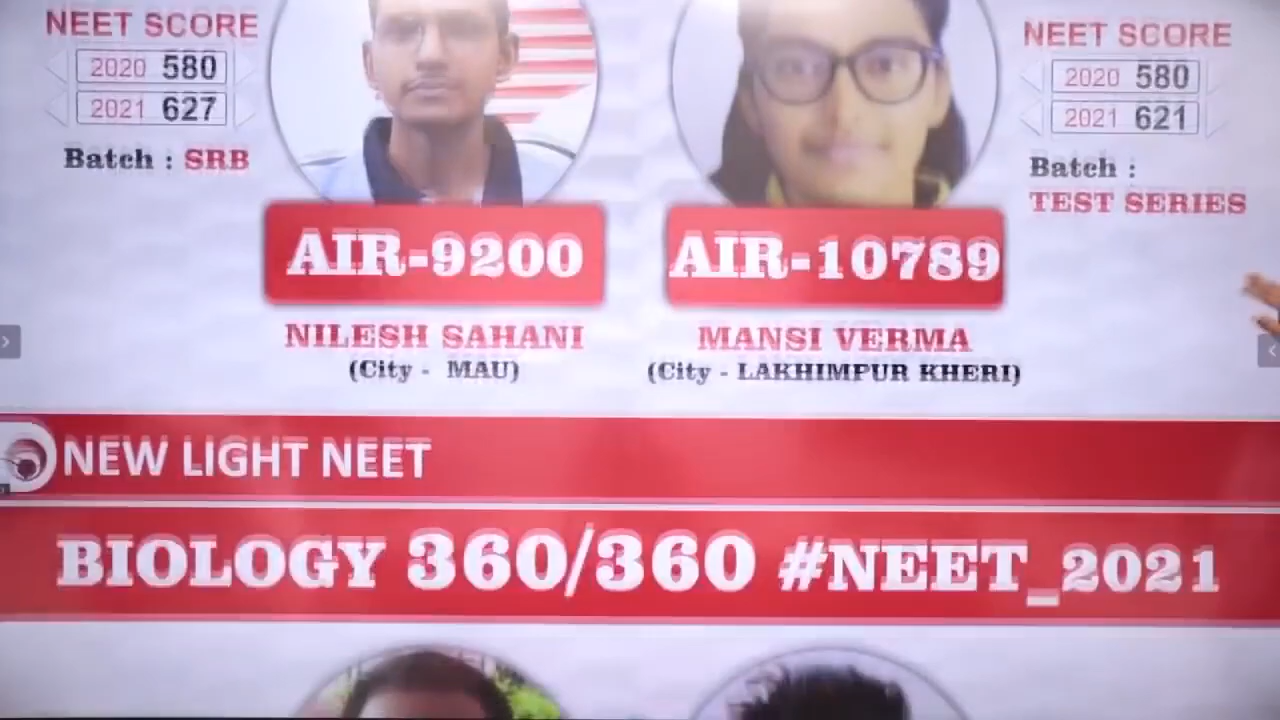 NEET SCORE
2020 580
2021 627
Batch : SRB
AIR-9200
NILESH SAHANI
(City - MAU)
NEET SCORE
2020 580
2021 621
Batch :
TEST SERIES
AIR-10789
MANSI VERMA
(City - LAKHIMPUR KHERI)
NEW LIGHT NEET
BIOLOGY 360/360 #NEET_2021